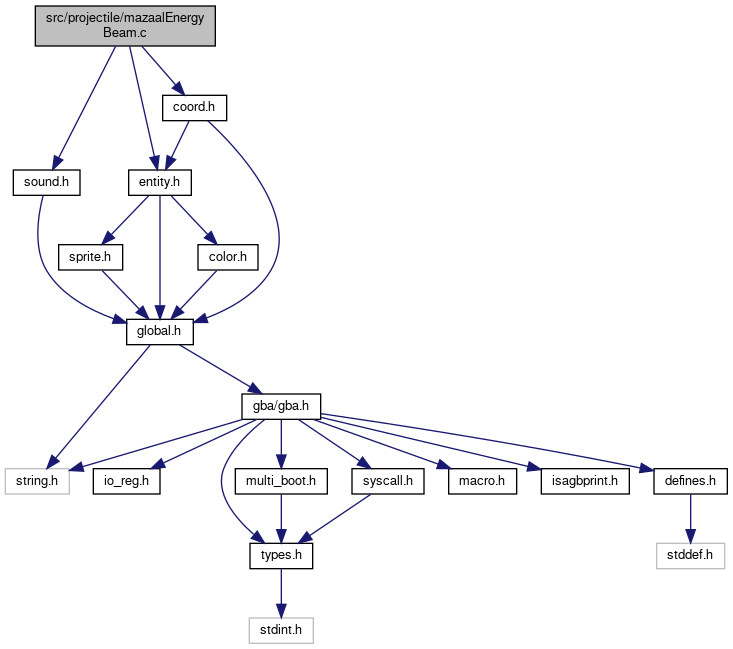 src/projectile/mazaalEnergy
Beam.c
coord.h
sound.h
entity.h
sprite.h
color.h
global.h
gba/gba.h
string.h
io_reg.h
multi_boot.h
syscall.h
macro.h
isagbprint.h
defines.h
types.h
stddef.h
stdint.h